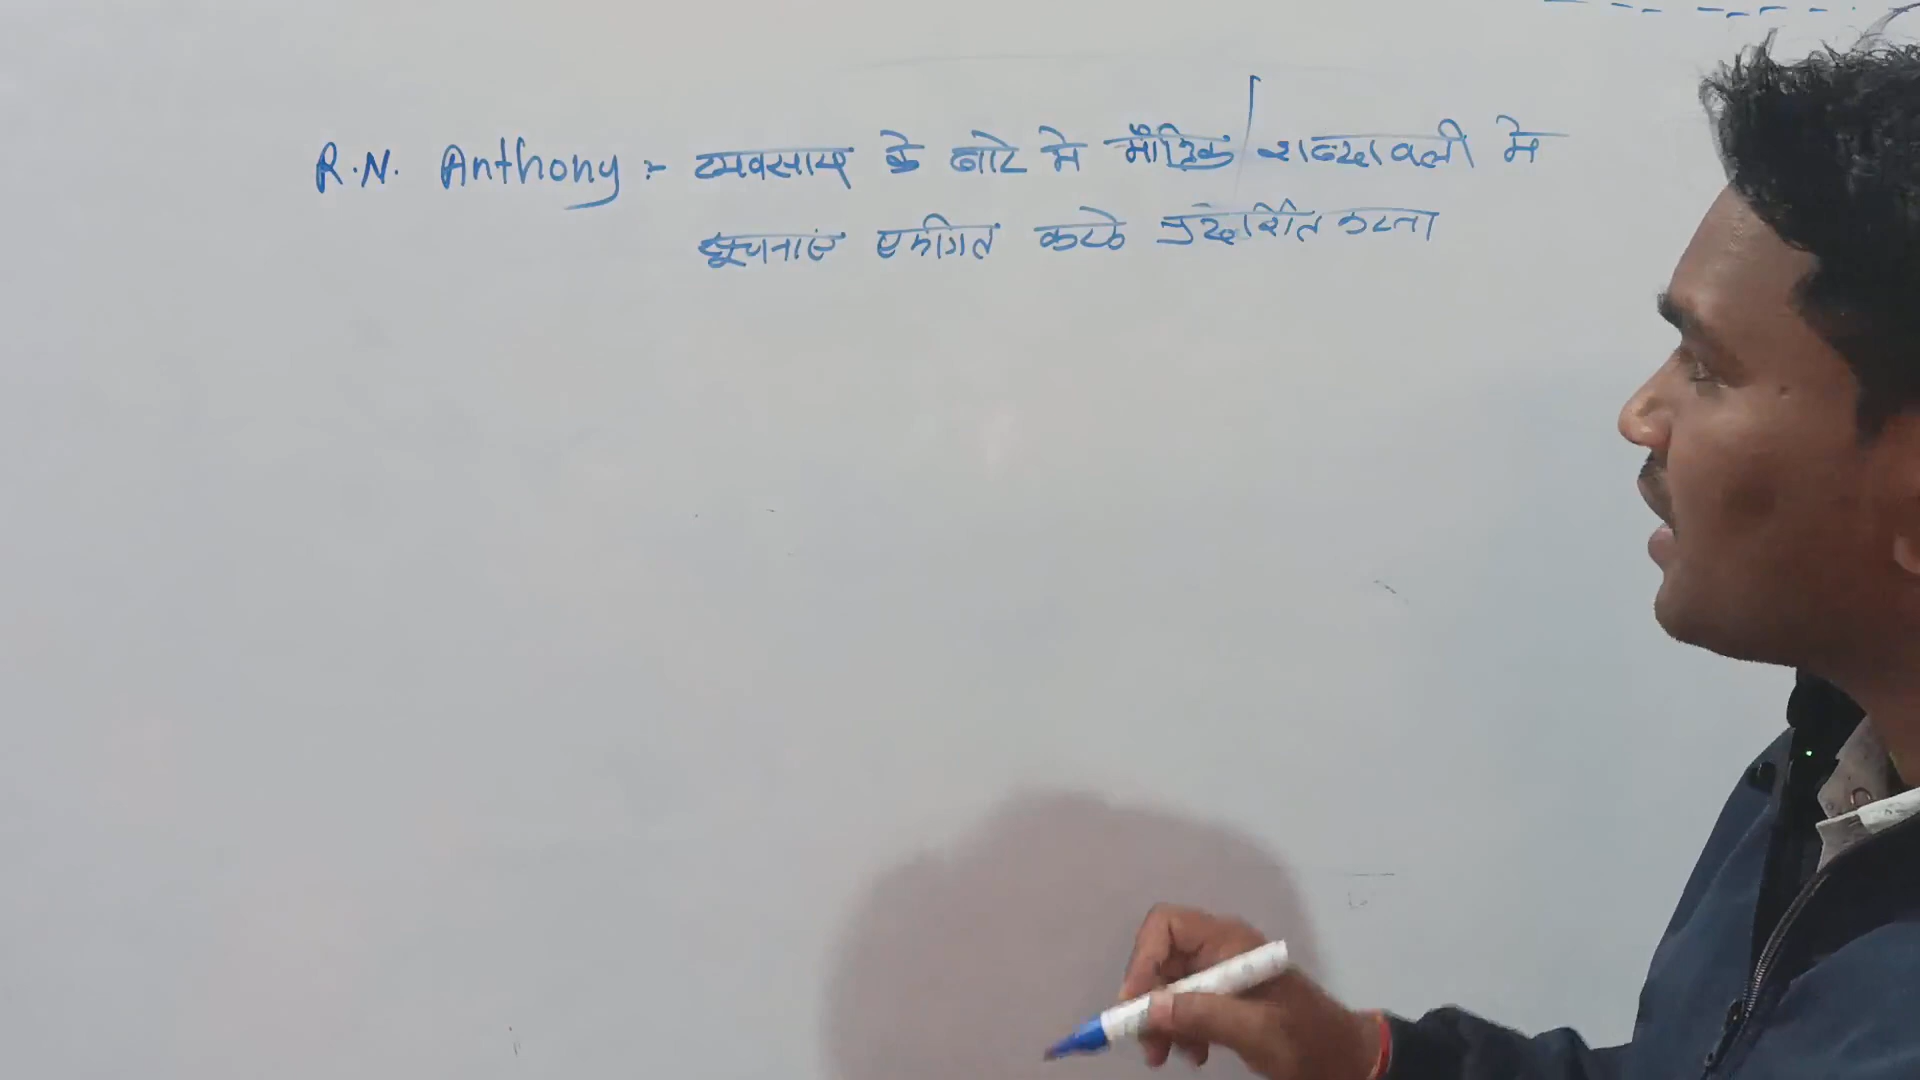 R.N. Anthony :- व्यवसाय के बारे मे मौद्रिक शब्दावली मे
सूचनाएं एकत्रित करके प्रदर्शित करना